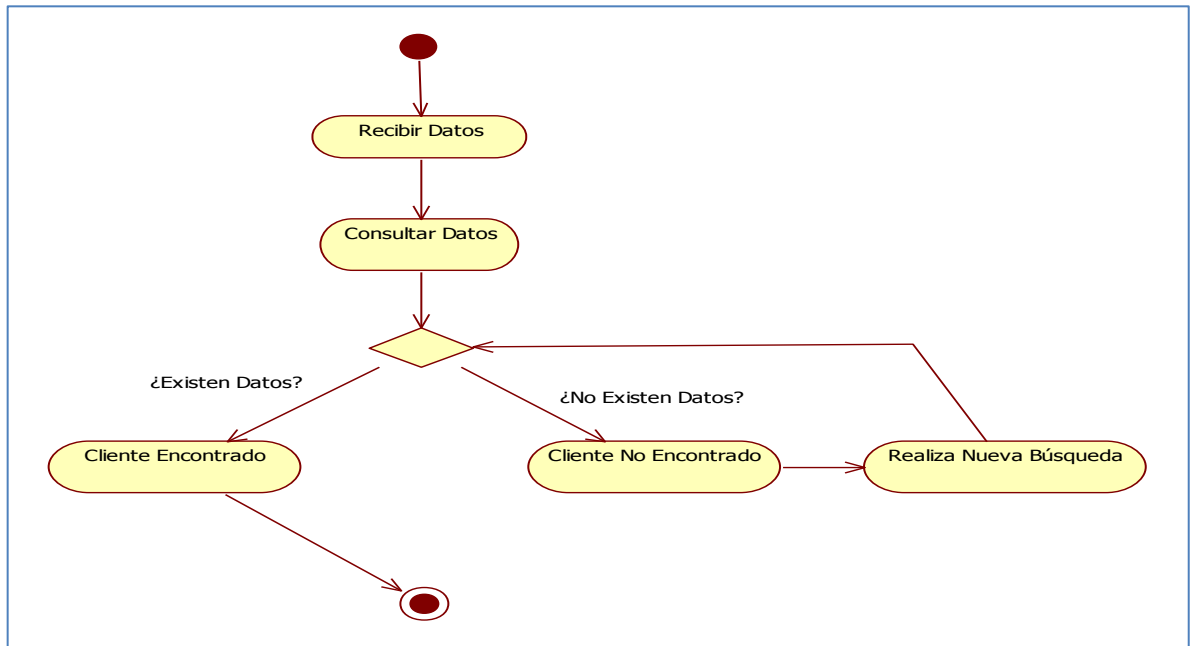 Recibir Datos
Consultar Datos
¿Existen Datos?
¿No Existen Datos?
Cliente Encontrado
Cliente No Encontrado
Realiza Nueva Búsqueda